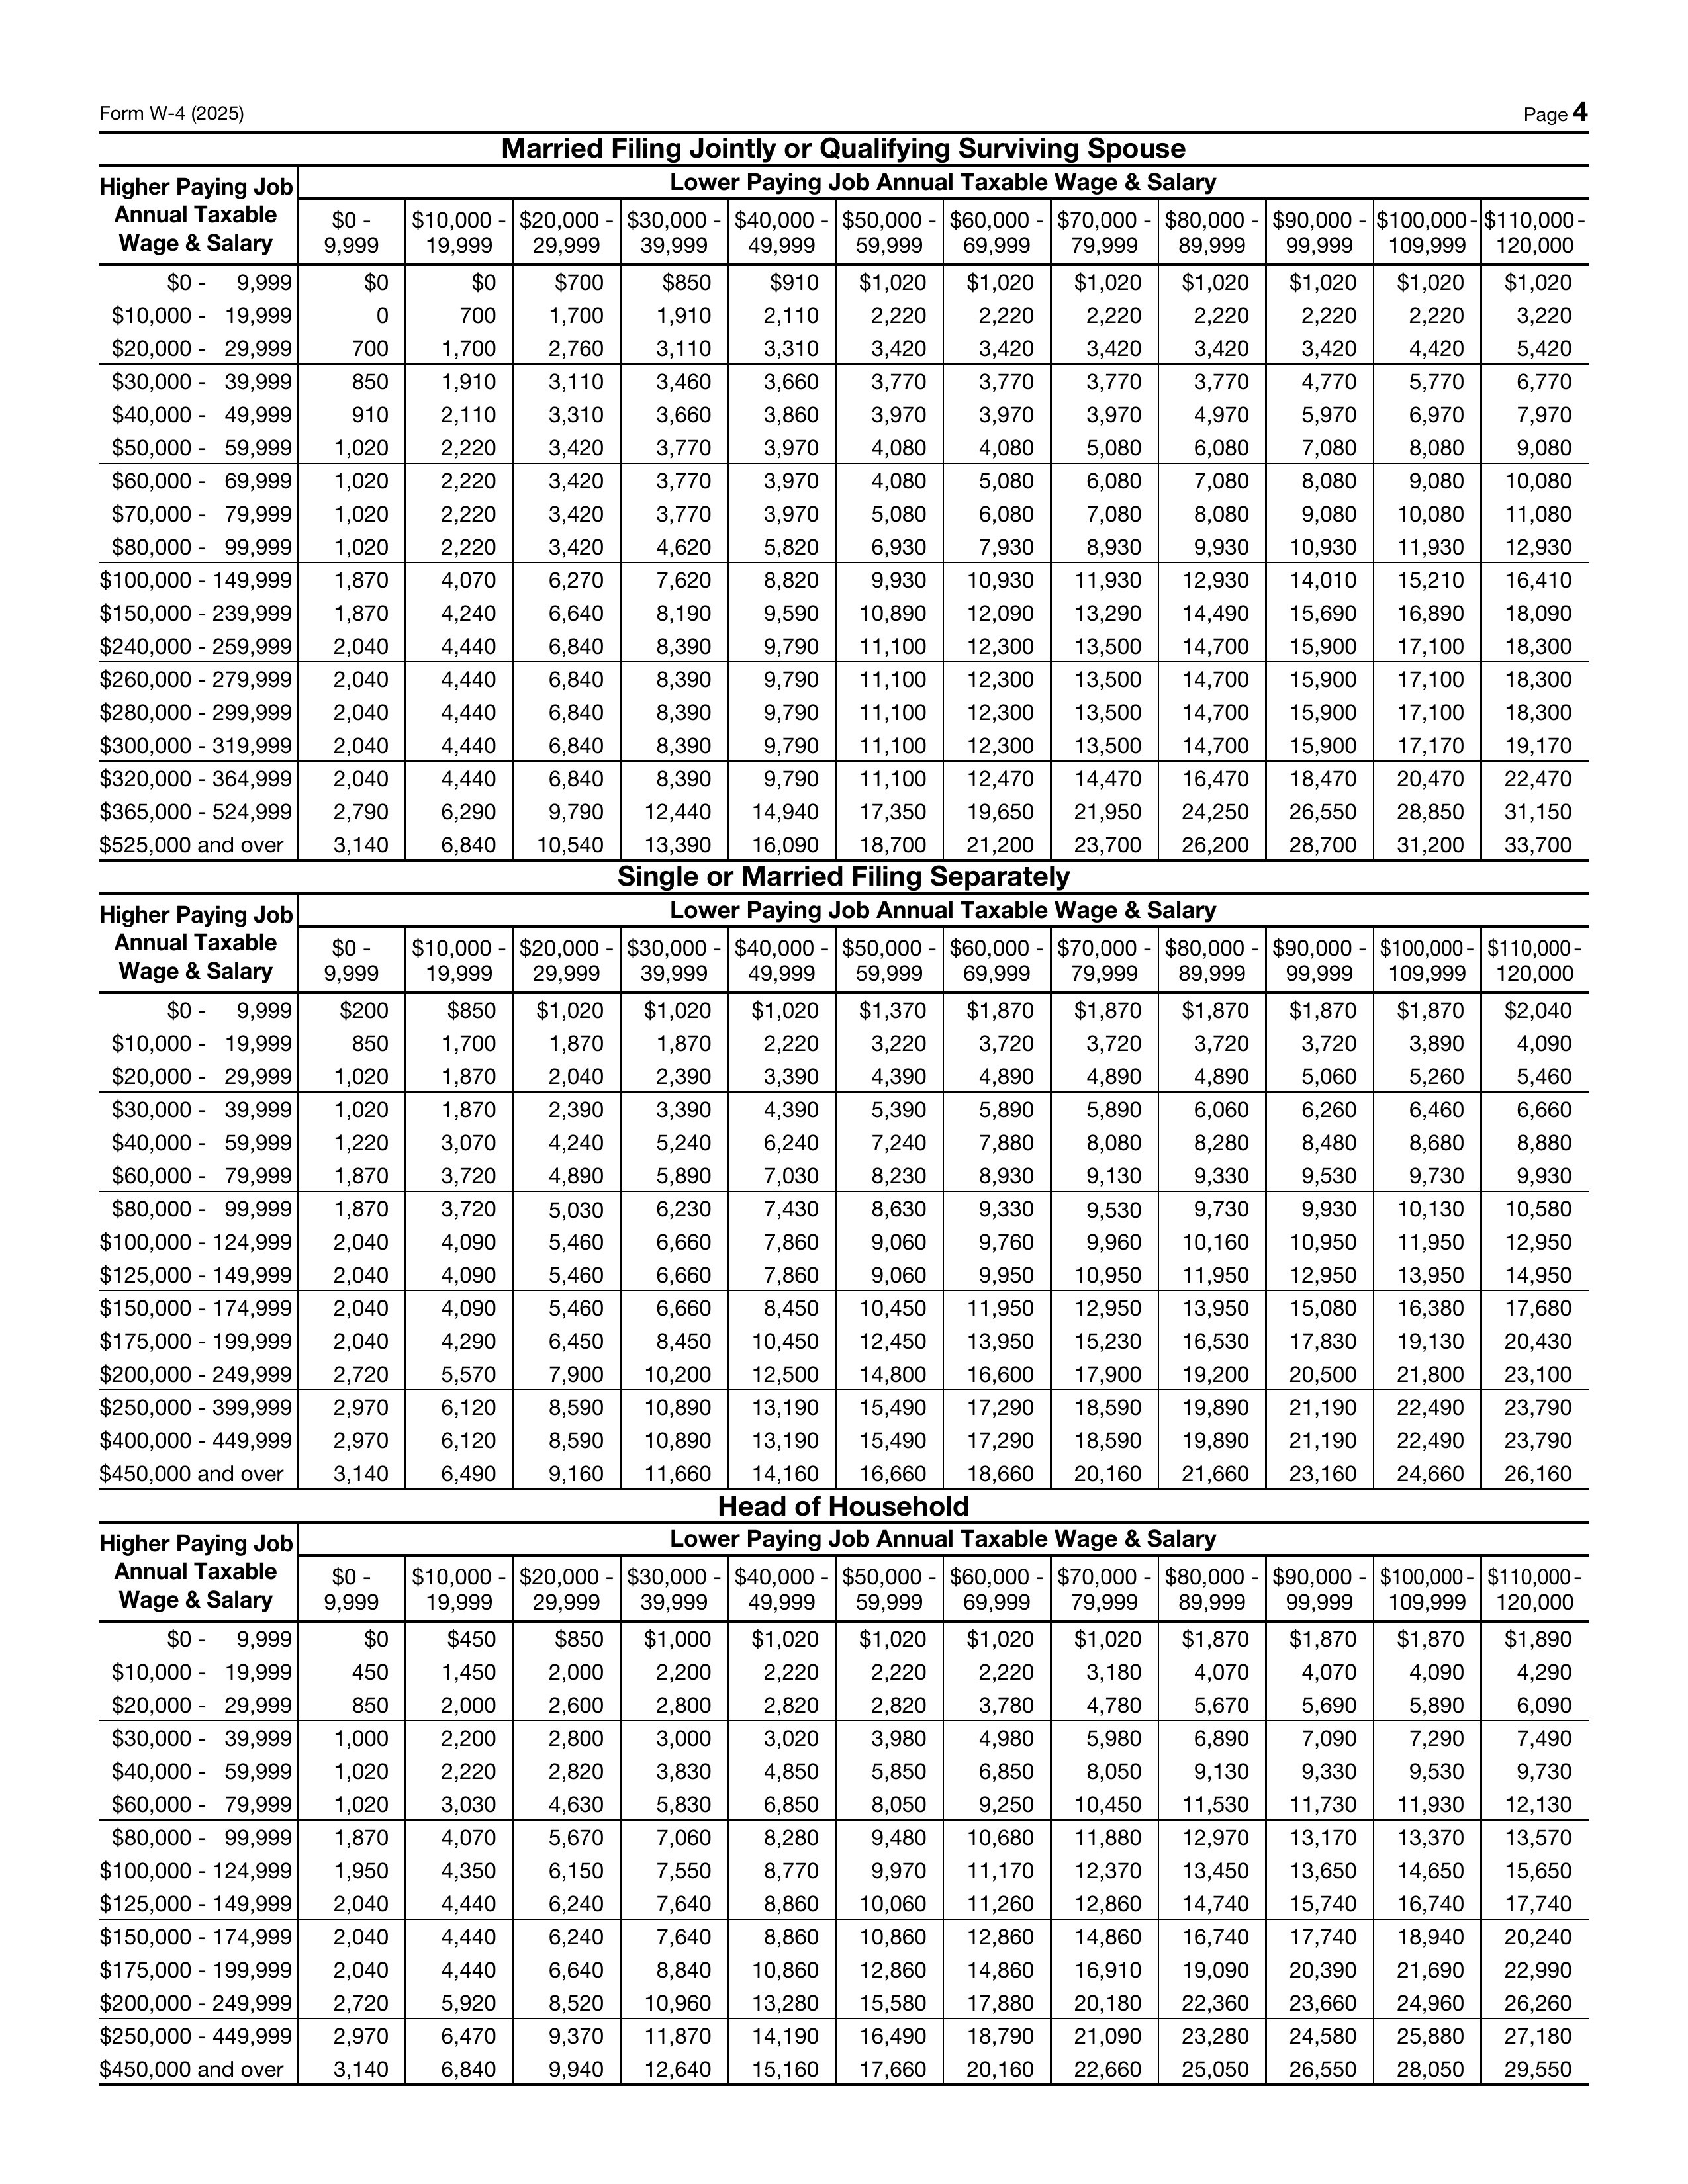 Form W-4 (2025) Page 4
Married Filing Jointly or Qualifying Surviving Spouse
Higher Paying Job Annual Taxable Wage & Salary
Lower Paying Job Annual Taxable Wage & Salary
$0 - 9,999 $10,000 - 19,999 $20,000 - 29,999 $30,000 - 39,999 $40,000 - 49,999 $50,000 - 59,999 $60,000 - 69,999 $70,000 - 79,999 $80,000 - 89,999 $90,000 - 99,999 $100,000 - 109,999 $110,000 - 120,000
$0 - 9,999 $0 $0 $700 $850 $910 $1,020 $1,020 $1,020 $1,020 $1,020 $1,020 $1,020
$10,000 - 19,999 0 700 1,700 1,910 2,110 2,220 2,220 2,220 2,220 2,220 2,220 3,220
$20,000 - 29,999 700 1,700 2,760 3,110 3,310 3,420 3,420 3,420 3,420 3,420 4,420 5,420
$30,000 - 39,999 850 1,910 3,110 3,460 3,660 3,770 3,770 3,770 3,770 4,770 5,770 6,770
$40,000 - 49,999 910 2,110 3,310 3,660 3,860 3,970 3,970 3,970 4,970 5,970 6,970 7,970
$50,000 - 59,999 1,020 2,220 3,420 3,770 3,970 4,080 4,080 5,080 6,080 7,080 8,080 9,080
$60,000 - 69,999 1,020 2,220 3,420 3,770 3,970 4,080 5,080 6,080 7,080 8,080 9,080 10,080
$70,000 - 79,999 1,020 2,220 3,420 3,770 3,970 5,080 6,080 7,080 8,080 9,080 10,080 11,080
$80,000 - 99,999 1,020 2,220 3,420 4,620 5,820 6,930 7,930 8,930 9,930 10,930 11,930 12,930
$100,000 - 149,999 1,870 4,070 6,270 7,620 8,820 9,930 10,930 11,930 12,930 14,010 15,210 16,410
$150,000 - 239,999 1,870 4,240 6,640 8,190 9,590 10,890 12,090 13,290 14,490 15,690 16,890 18,090
$240,000 - 259,999 2,040 4,440 6,840 8,390 9,790 11,100 12,300 13,500 14,700 15,900 17,100 18,300
$260,000 - 279,999 2,040 4,440 6,840 8,390 9,790 11,100 12,300 13,500 14,700 15,900 17,100 18,300
$280,000 - 299,999 2,040 4,440 6,840 8,390 9,790 11,100 12,300 13,500 14,700 15,900 17,100 18,300
$300,000 - 319,999 2,040 4,440 6,840 8,390 9,790 11,100 12,300 13,500 14,700 15,900 17,170 19,170
$320,000 - 364,999 2,040 4,440 6,840 8,390 9,790 11,100 12,470 14,470 16,470 18,470 20,470 22,470
$365,000 - 524,999 2,790 6,290 9,790 12,440 14,940 17,350 19,650 21,950 24,250 26,550 28,850 31,150
$525,000 and over 3,140 6,840 10,540 13,390 16,090 18,700 21,200 23,700 26,200 28,700 31,200 33,700
Single or Married Filing Separately
Higher Paying Job Annual Taxable Wage & Salary
Lower Paying Job Annual Taxable Wage & Salary
$0 - 9,999 $10,000 - 19,999 $20,000 - 29,999 $30,000 - 39,999 $40,000 - 49,999 $50,000 - 59,999 $60,000 - 69,999 $70,000 - 79,999 $80,000 - 89,999 $90,000 - 99,999 $100,000 - 109,999 $110,000 - 120,000
$0 - 9,999 $200 $850 $1,020 $1,020 $1,020 $1,370 $1,870 $1,870 $1,870 $1,870 $1,870 $2,040
$10,000 - 19,999 850 1,700 1,870 1,870 2,220 3,220 3,720 3,720 3,720 3,720 3,890 4,090
$20,000 - 29,999 1,020 1,870 2,040 2,390 3,390 4,390 4,890 4,890 4,890 5,060 5,260 5,460
$30,000 - 39,999 1,020 1,870 2,390 3,390 4,390 5,390 5,890 5,890 6,060 6,260 6,460 6,660
$40,000 - 59,999 1,220 3,070 4,240 5,240 6,240 7,240 7,880 8,080 8,280 8,480 8,680 8,880
$60,000 - 79,999 1,870 3,720 4,890 5,890 7,030 8,230 8,930 9,130 9,330 9,530 9,730 9,930
$80,000 - 99,999 1,870 3,720 5,030 6,230 7,430 8,630 9,330 9,530 9,730 9,930 10,130 10,580
$100,000 - 124,999 2,040 4,090 5,460 6,660 7,860 9,060 9,760 9,960 10,160 10,950 11,950 12,950
$125,000 - 149,999 2,040 4,090 5,460 6,660 7,860 9,060 9,950 10,950 11,950 12,950 13,950 14,950
$150,000 - 174,999 2,040 4,090 5,460 6,660 8,450 10,450 11,950 12,950 13,950 15,080 16,380 17,680
$175,000 - 199,999 2,040 4,290 6,450 8,450 10,450 12,450 13,950 15,230 16,530 17,830 19,130 20,430
$200,000 - 249,999 2,720 5,570 7,900 10,200 12,500 14,800 16,600 17,900 19,200 20,500 21,800 23,100
$250,000 - 399,999 2,970 6,120 8,590 10,890 13,190 15,490 17,290 18,590 19,890 21,190 22,490 23,790
$400,000 - 449,999 2,970 6,120 8,590 10,890 13,190 15,490 17,290 18,590 19,890 21,190 22,490 23,790
$450,000 and over 3,140 6,490 9,160 11,660 14,160 16,660 18,660 20,160 21,660 23,160 24,660 26,160
Head of Household
Higher Paying Job Annual Taxable Wage & Salary
Lower Paying Job Annual Taxable Wage & Salary
$0 - 9,999 $10,000 - 19,999 $20,000 - 29,999 $30,000 - 39,999 $40,000 - 49,999 $50,000 - 59,999 $60,000 - 69,999 $70,000 - 79,999 $80,000 - 89,999 $90,000 - 99,999 $100,000 - 109,999 $110,000 - 120,000
$0 - 9,999 $0 $450 $850 $1,000 $1,020 $1,020 $1,020 $1,020 $1,870 $1,870 $1,870 $1,890
$10,000 - 19,999 450 1,450 2,000 2,200 2,220 2,220 2,220 3,180 4,070 4,070 4,090 4,290
$20,000 - 29,999 850 2,000 2,600 2,800 2,820 2,820 3,780 4,780 5,670 5,690 5,890 6,090
$30,000 - 39,999 1,000 2,200 2,800 3,000 3,020 3,980 4,980 5,980 6,890 7,090 7,290 7,490
$40,000 - 59,999 1,020 2,220 2,820 3,830 4,850 5,850 6,850 8,050 9,130 9,330 9,530 9,730
$60,000 - 79,999 1,020 3,030 4,630 5,830 6,850 8,050 9,250 10,450 11,530 11,730 11,930 12,130
$80,000 - 99,999 1,870 4,070 5,670 7,060 8,280 9,480 10,680 11,880 12,970 13,170 13,370 13,570
$100,000 - 124,999 1,950 4,350 6,150 7,550 8,770 9,970 11,170 12,370 13,450 13,650 14,650 15,650
$125,000 - 149,999 2,040 4,440 6,240 7,640 8,860 10,060 11,260 12,860 14,740 15,740 16,740 17,740
$150,000 - 174,999 2,040 4,440 6,240 7,640 8,860 10,860 12,860 14,860 16,740 17,740 18,940 20,240
$175,000 - 199,999 2,040 4,440 6,640 8,840 10,860 12,860 14,860 16,910 19,090 20,390 21,690 22,990
$200,000 - 249,999 2,720 5,920 8,520 10,960 13,280 15,580 17,880 20,180 22,360 23,660 24,960 26,260
$250,000 - 449,999 2,970 6,470 9,370 11,870 14,190 16,490 18,790 21,090 23,280 24,580 25,880 27,180
$450,000 and over 3,140 6,840 9,940 12,640 15,160 17,660 20,160 22,660 25,050 26,550 28,050 29,550